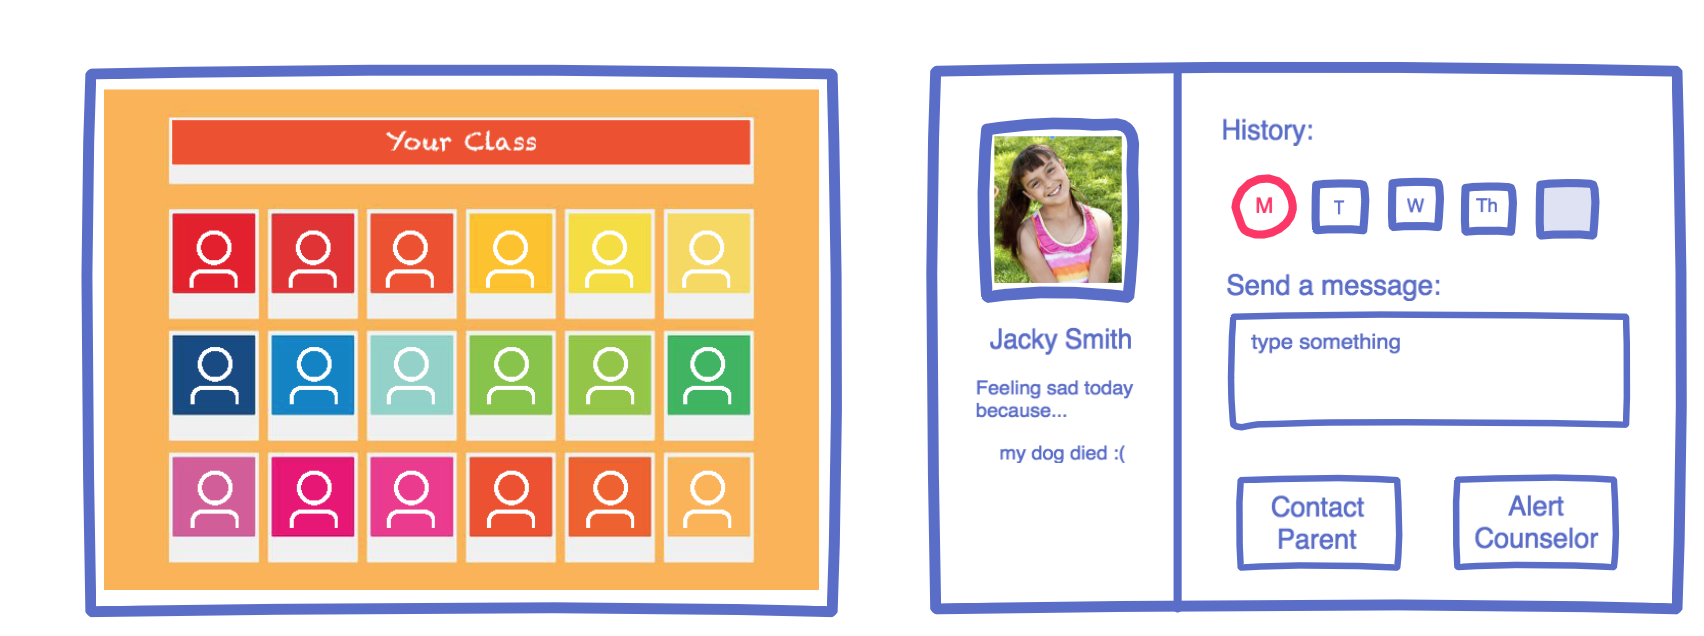 Your Class
Jacky Smith
Feeling sad today
because...
my dog died :(
History:
M T W Th
Send a message:
type something
Contact
Parent
Alert
Counselor